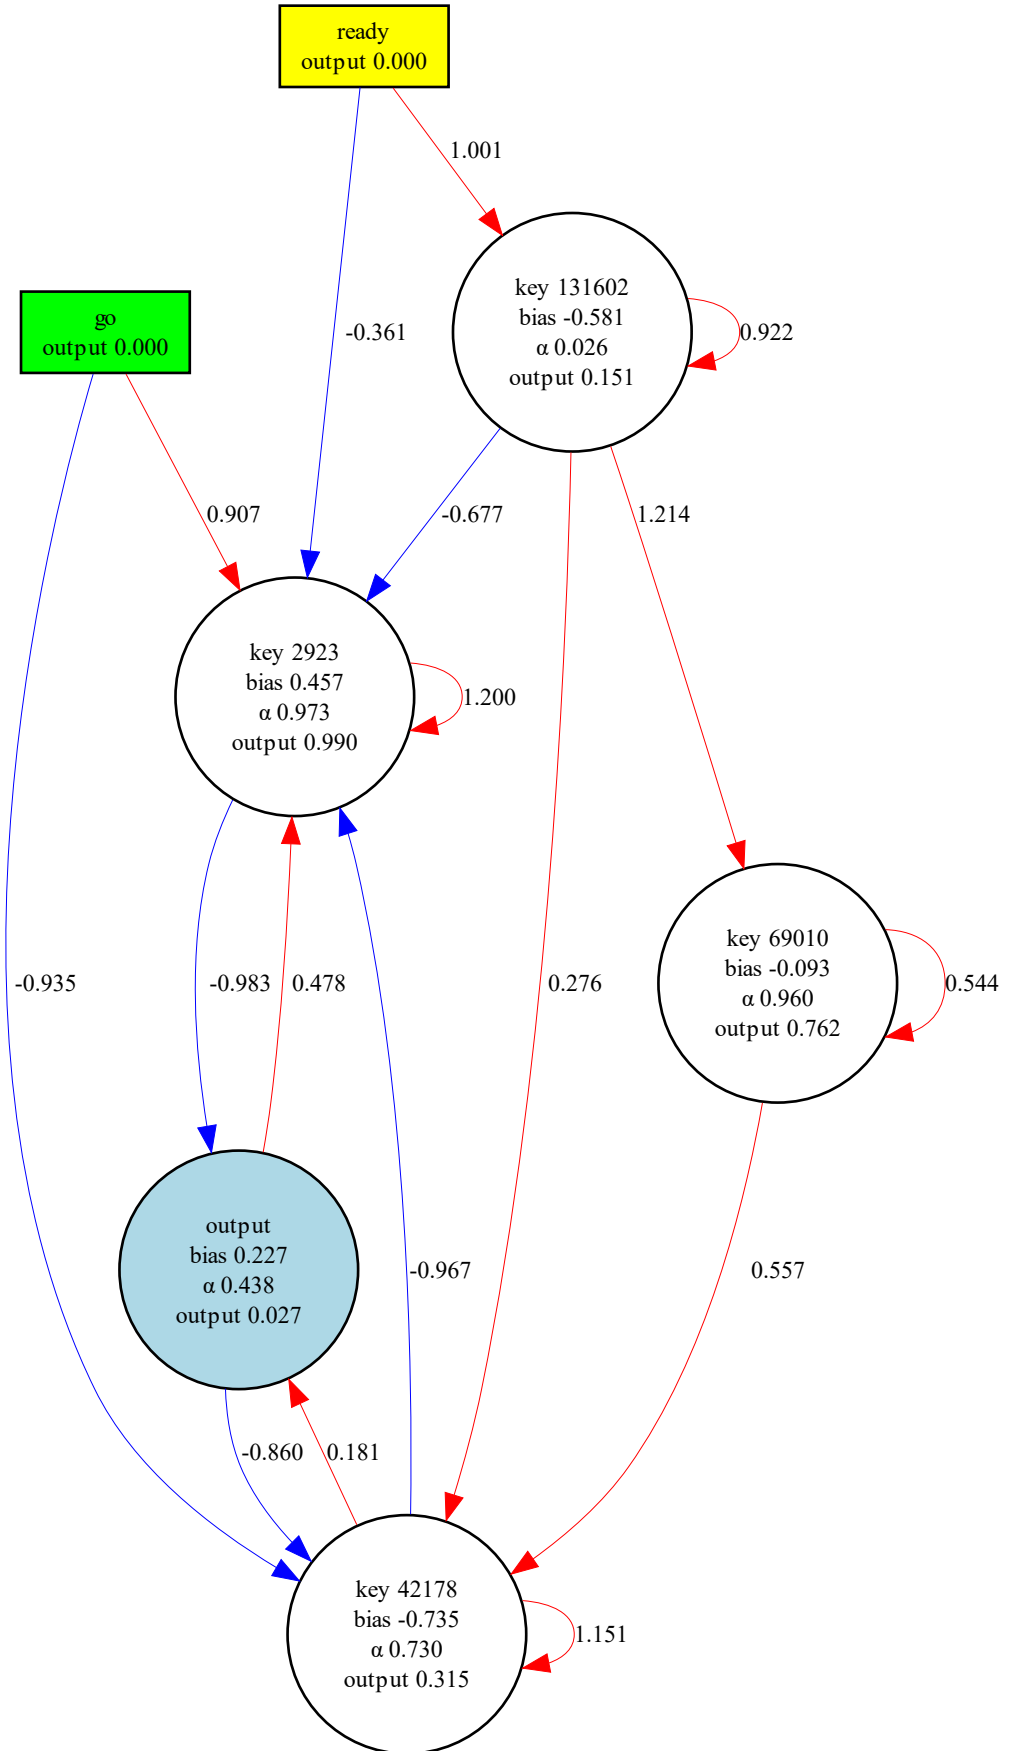 ready
output 0.000
1.001
key 131602
bias -0.581
α 0.026
output 0.151
0.922
go
output 0.000
-0.361
0.907
-0.677
1.214
key 2923
bias 0.457
α 0.973
output 0.990
1.200
-0.935
-0.983
0.478
0.276
key 69010
bias -0.093
α 0.960
output 0.762
0.544
output
bias 0.227
α 0.438
output 0.027
-0.967
0.557
-0.860
0.181
key 42178
bias -0.735
α 0.730
output 0.315
1.151